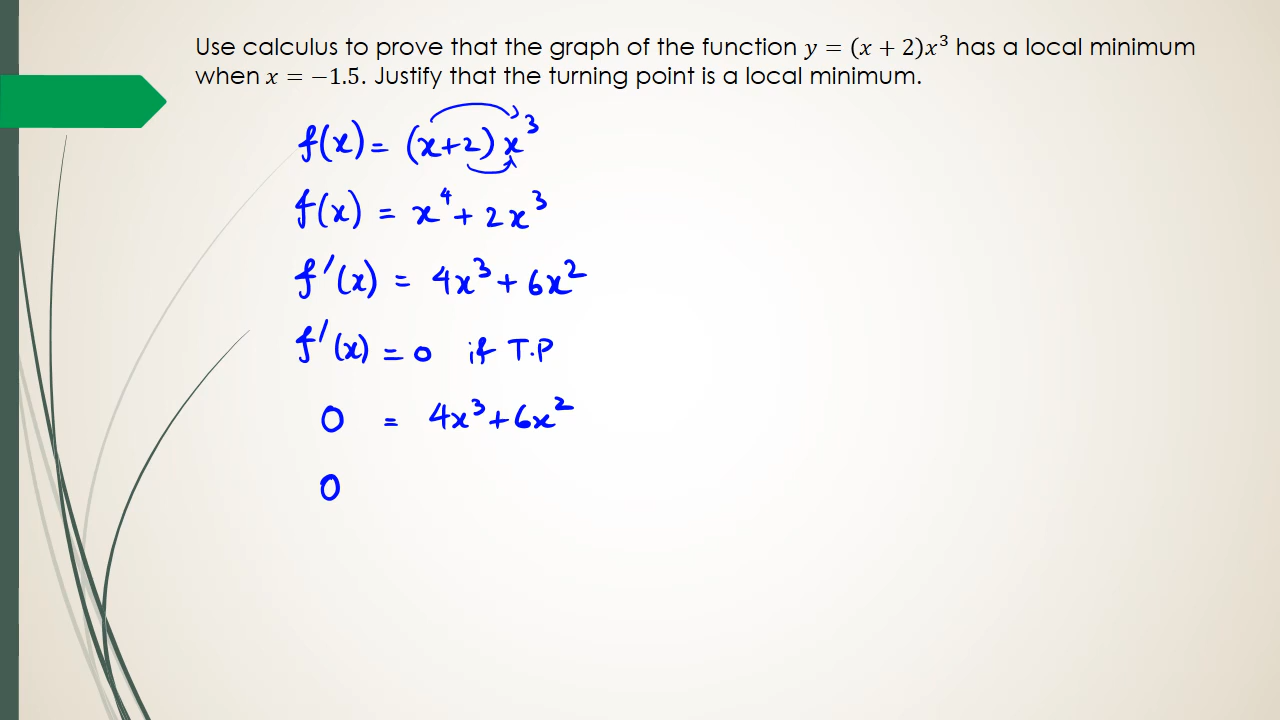 Use calculus to prove that the graph of the function y = (x + 2)x³ has a local minimum
when x = −1.5. Justify that the turning point is a local minimum.
f(x) = (x+2) x³
f(x) = x⁴ + 2x³
f'(x) = 4x³ + 6x²
f'(x) = 0 if T.P
0 = 4x³ + 6x²
0